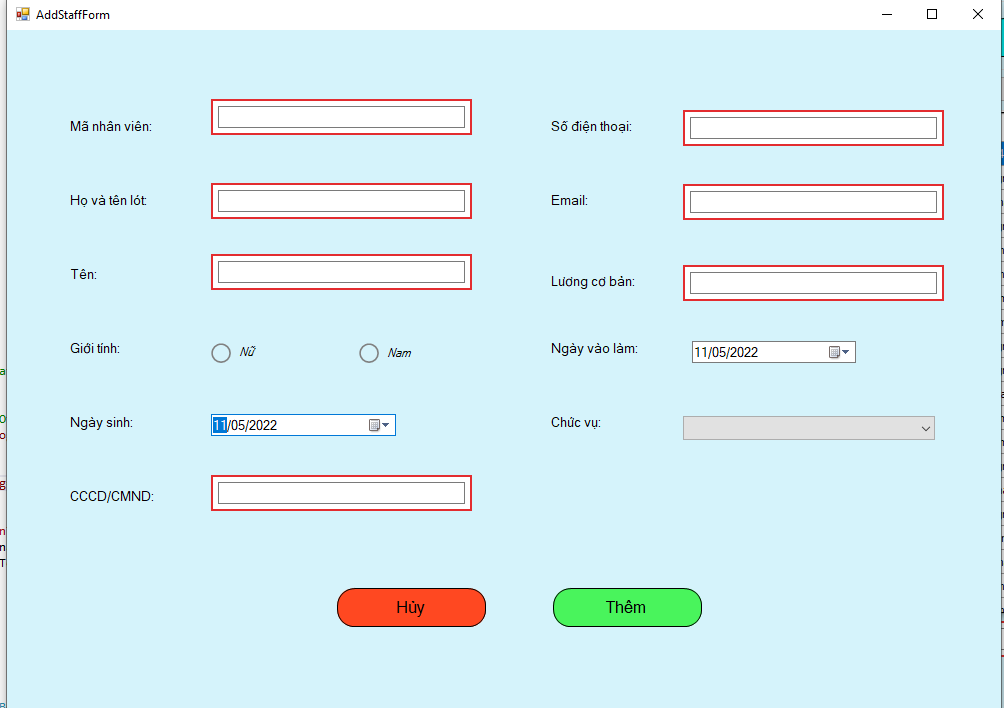 AddStaffForm
Mã nhân viên:
Số điện thoại:
Họ và tên lót:
Email:
Tên:
Lương cơ bản:
Giới tính:
Nữ
Nam
Ngày vào làm:
11/05/2022
Ngày sinh:
11/05/2022
Chức vụ:
CCCD/CMND:
Hủy
Thêm